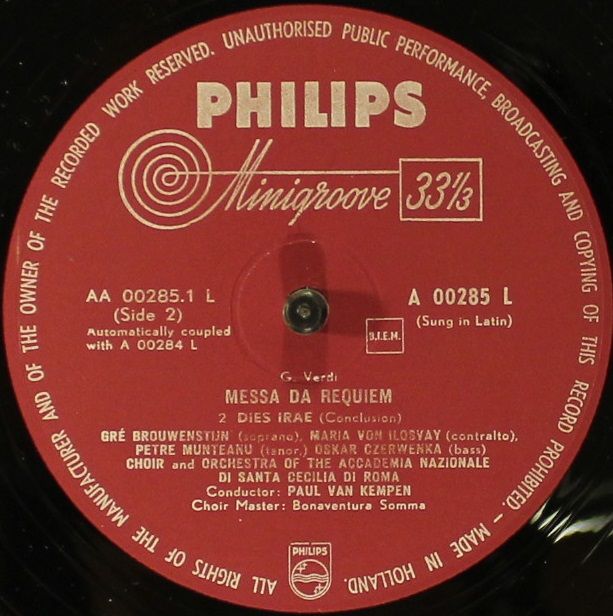 ALL RIGHTS OF THE MANUFACTURER AND OF THE OWNER OF THE RECORDED WORK RESERVED. UNAUTHORISED PUBLIC PERFORMANCE, BROADCASTING AND COPYING OF THIS RECORD PROHIBITED. – MADE IN HOLLAND.
PHILIPS
Minigroove 33⅓
AA 00285.1 L
(Side 2)
Automatically coupled
with A 00284 L
A 00285 L
(Sung in Latin)
B.I.E.M.
G. Verdi
MESSA DA REQUIEM
2 DIES IRAE (Conclusion)
GRÉ BROUWENSTIJN (soprano), MARIA VON ILOSVAY (contralto),
PETRE MUNTEANU (tenor.) OSKAR CZERWENKA (bass)
CHOIR and ORCHESTRA OF THE ACCADEMIA NAZIONALE
DI SANTA CECILIA DI ROMA
Conductor: PAUL VAN KEMPEN
Choir Master: Bonaventura Somma
PHILIPS